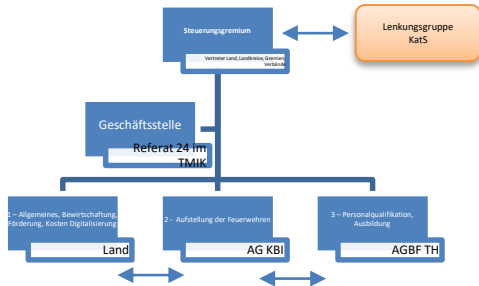 Steuerungsgremium
Vertreter Land, Landkreise, Gremien,
Verbände
Lenkungsgruppe
KatS
Geschäftsstelle
Referat 24 im
TMIK
1 – Allgemeines, Bewirtschaftung,
Förderung, Kosten Digitalisierung
Land
2 - Aufstellung der Feuerwehren
AG KBI
3 – Personalqualifikation,
Ausbildung
AGBF TH